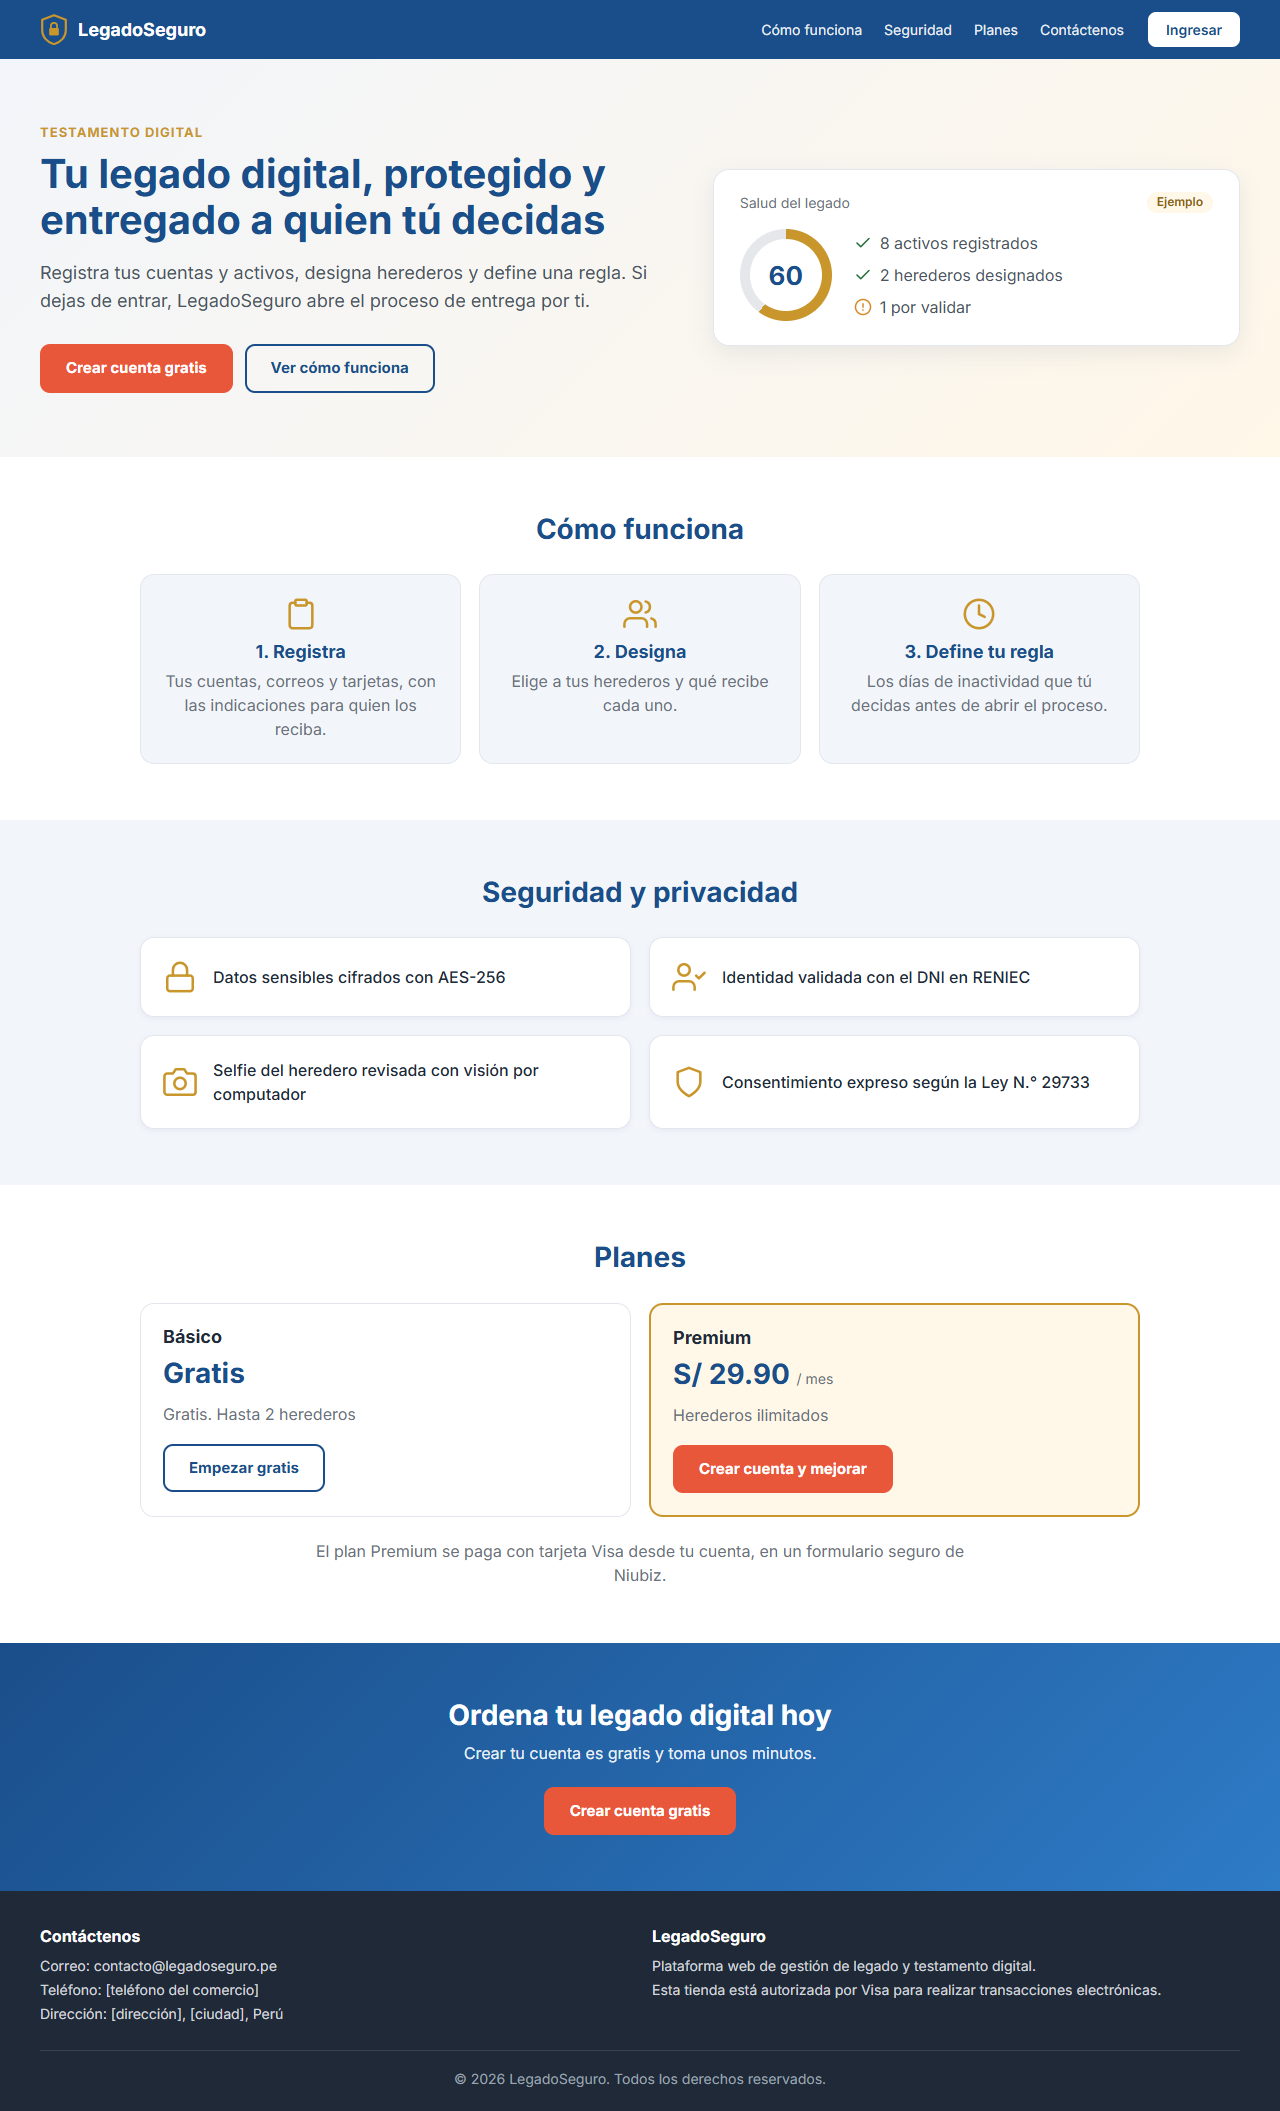 LegadoSeguro
Cómo funciona
Seguridad
Planes
Contáctenos
Ingresar
TESTAMENTO DIGITAL
Tu legado digital, protegido y
entregado a quien tú decidas
Registra tus cuentas y activos, designa herederos y define una regla. Si
dejas de entrar, LegadoSeguro abre el proceso de entrega por ti.
Crear cuenta gratis
Ver cómo funciona
Salud del legado
Ejemplo
60
8 activos registrados
2 herederos designados
1 por validar
Cómo funciona
1. Registra
Tus cuentas, correos y tarjetas, con
las indicaciones para quien los
reciba.
2. Designa
Elige a tus herederos y qué recibe
cada uno.
3. Define tu regla
Los días de inactividad que tú
decidas antes de abrir el proceso.
Seguridad y privacidad
Datos sensibles cifrados con AES-256
Identidad validada con el DNI en RENIEC
Selfie del heredero revisada con visión por
computador
Consentimiento expreso según la Ley N.° 29733
Planes
Básico
Gratis
Gratis. Hasta 2 herederos
Empezar gratis
Premium
S/ 29.90 / mes
Herederos ilimitados
Crear cuenta y mejorar
El plan Premium se paga con tarjeta Visa desde tu cuenta, en un formulario seguro de
Niubiz.
Ordena tu legado digital hoy
Crear tu cuenta es gratis y toma unos minutos.
Crear cuenta gratis
Contáctenos
Correo: contacto@legadoseguro.pe
Teléfono: [teléfono del comercio]
Dirección: [dirección], [ciudad], Perú
LegadoSeguro
Plataforma web de gestión de legado y testamento digital.
Esta tienda está autorizada por Visa para realizar transacciones electrónicas.
© 2026 LegadoSeguro. Todos los derechos reservados.